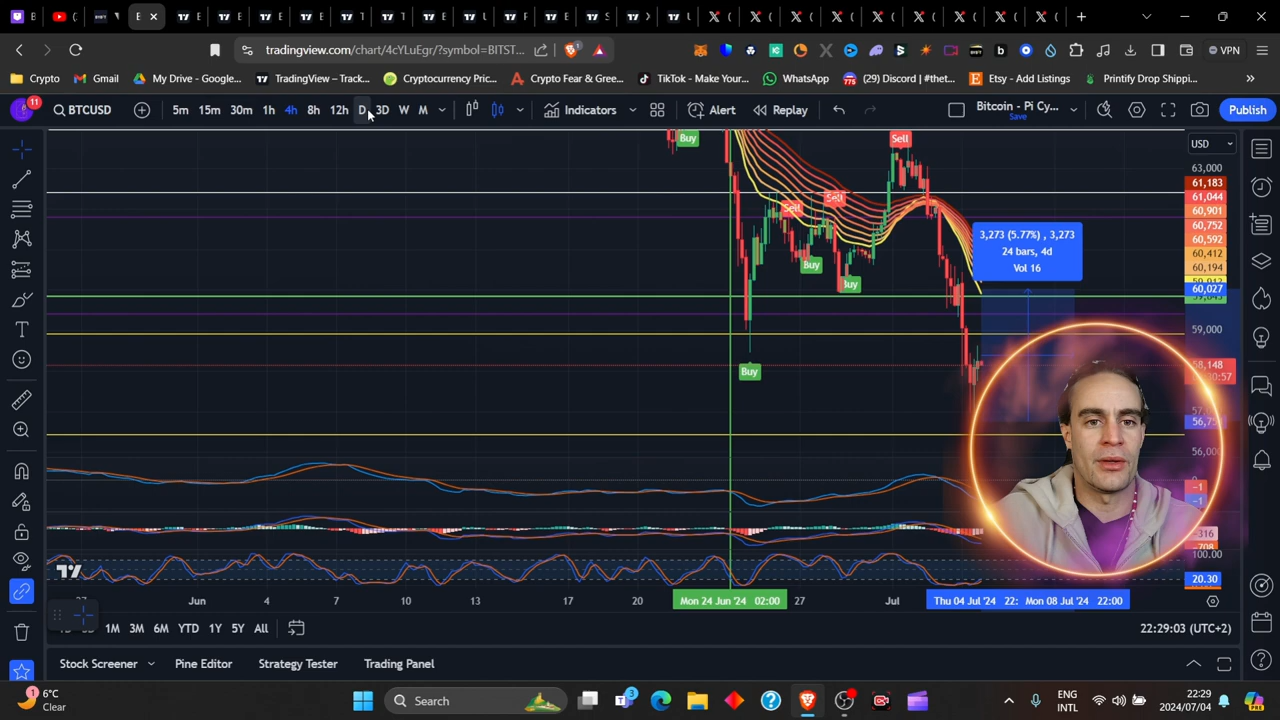 tradingview.com/chart/4cYLuEgr/?symbol=BITST...
VPN
Crypto
Gmail
My Drive - Google...
TradingView – Track...
Cryptocurrency Pric...
Crypto Fear & Gree...
TikTok - Make Your...
WhatsApp
(29) Discord | #thet...
Etsy - Add Listings
Printify Drop Shippi...
11
BTCUSD
5m 15m 30m 1h 4h 8h 12h D 3D W M
Indicators
Alert
Replay
Bitcoin - Pi Cy...
Save
Publish
USD
Buy
Sell
Sell
Sell
Buy
Buy
Buy
3,273 (5.77%) , 3,273
24 bars, 4d
Vol 16
63,000
61,183
61,044
60,901
60,752
60,592
60,412
60,194
60,027
59,000
58,148
56,000
−1
−1
−316
−708
100.00
20.30
Jun 4 7 10 13 17 20
Mon 24 Jun '24 02:00
27
Jul
Thu 04 Jul '24 22:
Mon 08 Jul '24 22:00
1M 3M 6M YTD 1Y 5Y All
22:29:03 (UTC+2)
Stock Screener
Pine Editor
Strategy Tester
Trading Panel
1
6°C
Clear
Search
3
ENG
INTL
22:29
2024/07/04